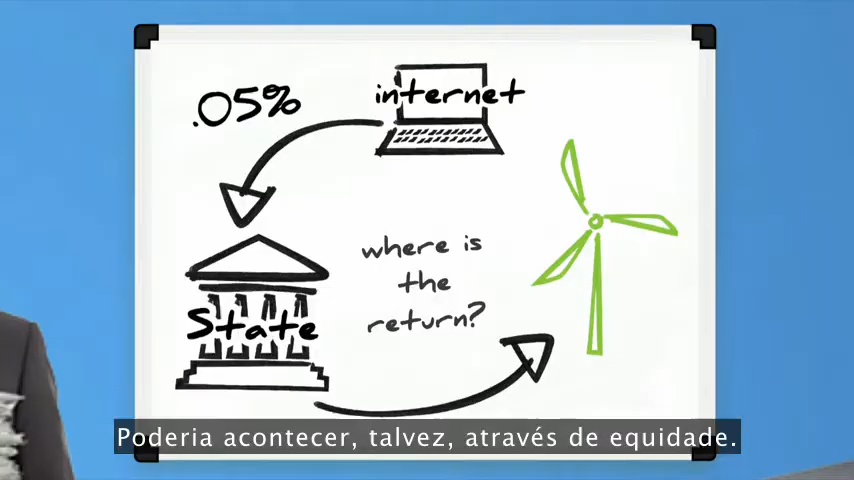 .05%
internet
where is
the
return?
State
Poderia acontecer, talvez, através de equidade.